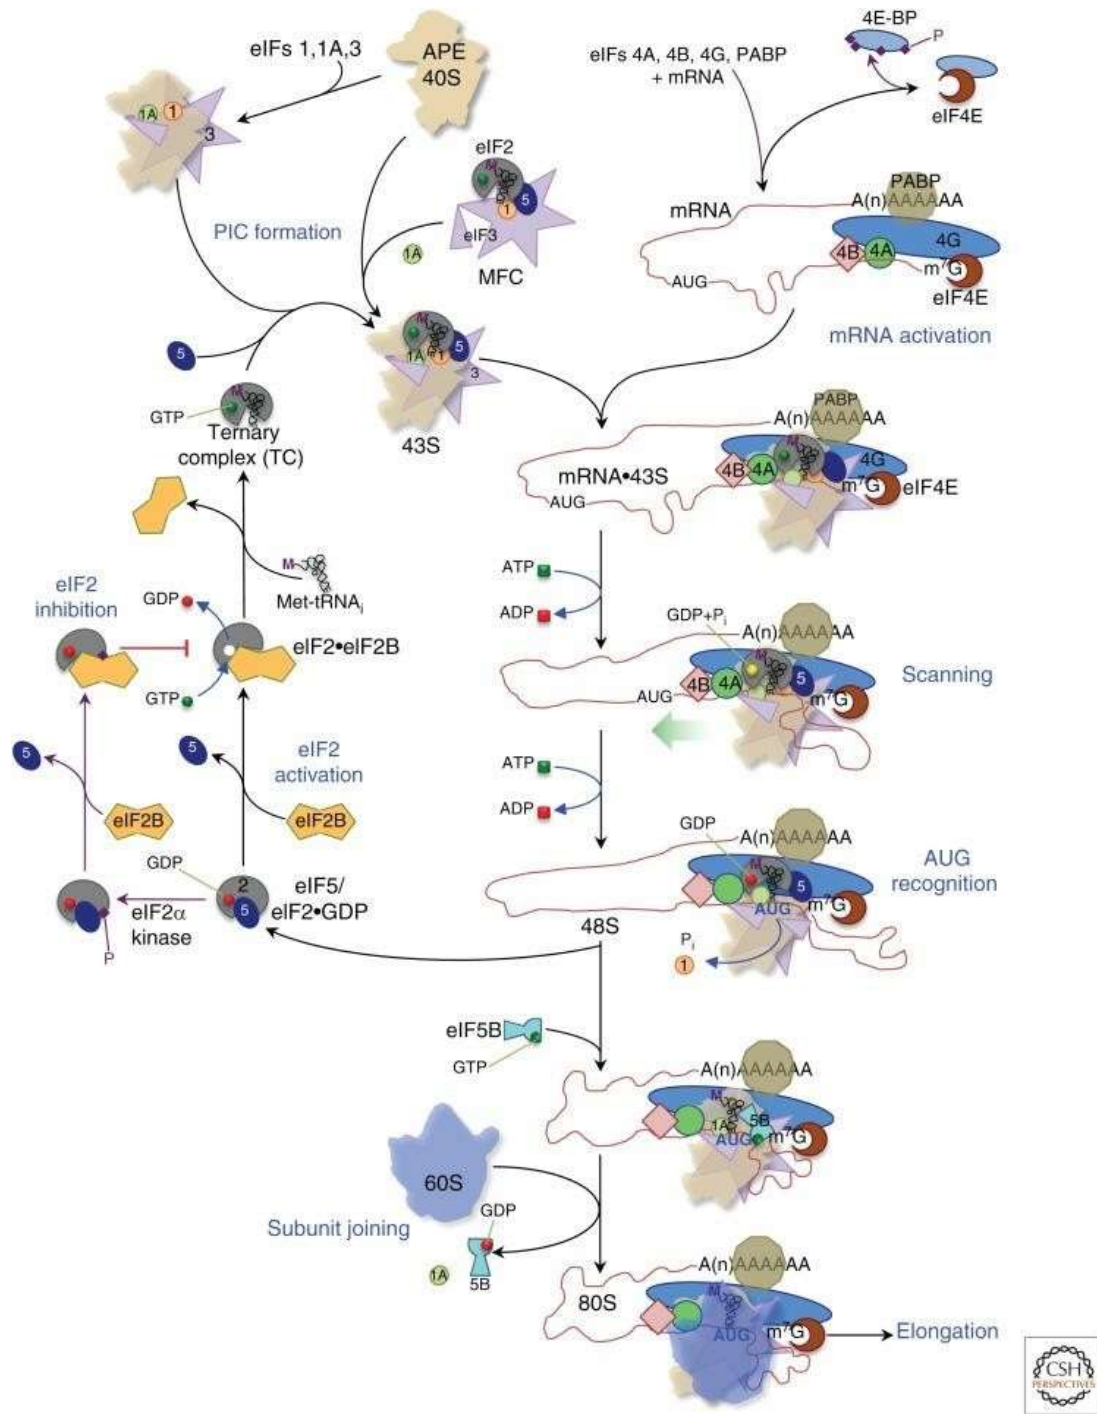 4E-BP
P
eIFs 1,1A,3
APE
40S
eIFs 4A, 4B, 4G, PABP
+ mRNA
eIF4E
1A
1
3
eIF2
M
1
5
eIF3
MFC
PIC formation
1A
mRNA
PABP
A(n)AAAAAA
4G
4B
4A
m⁷G
AUG
eIF4E
mRNA activation
5
M
1A
1
5
3
43S
M
GTP
Ternary
complex (TC)
PABP
A(n)AAAAAA
4G
4B
4A
M
m⁷G
eIF4E
mRNA•43S
AUG
M
Met-tRNAi
eIF2
inhibition
GDP
eIF2•eIF2B
GTP
ATP
ADP
GDP+Pi
A(n)AAAAAA
M
4B
4A
5
AUG
m⁷G
Scanning
5
5
eIF2
activation
eIF2B
eIF2B
ATP
ADP
GDP
A(n)AAAAAA
M
5
AUG
m⁷G
AUG
recognition
48S
Pi
1
GDP
2
5
eIF5/
eIF2•GDP
eIF2α
kinase
P
eIF5B
GTP
A(n)AAAAAA
M
1A
5B
AUG
m⁷G
60S
Subunit joining
GDP
1A
5B
A(n)AAAAAA
M
80S
AUG
m⁷G
Elongation
CSH
PERSPECTIVES